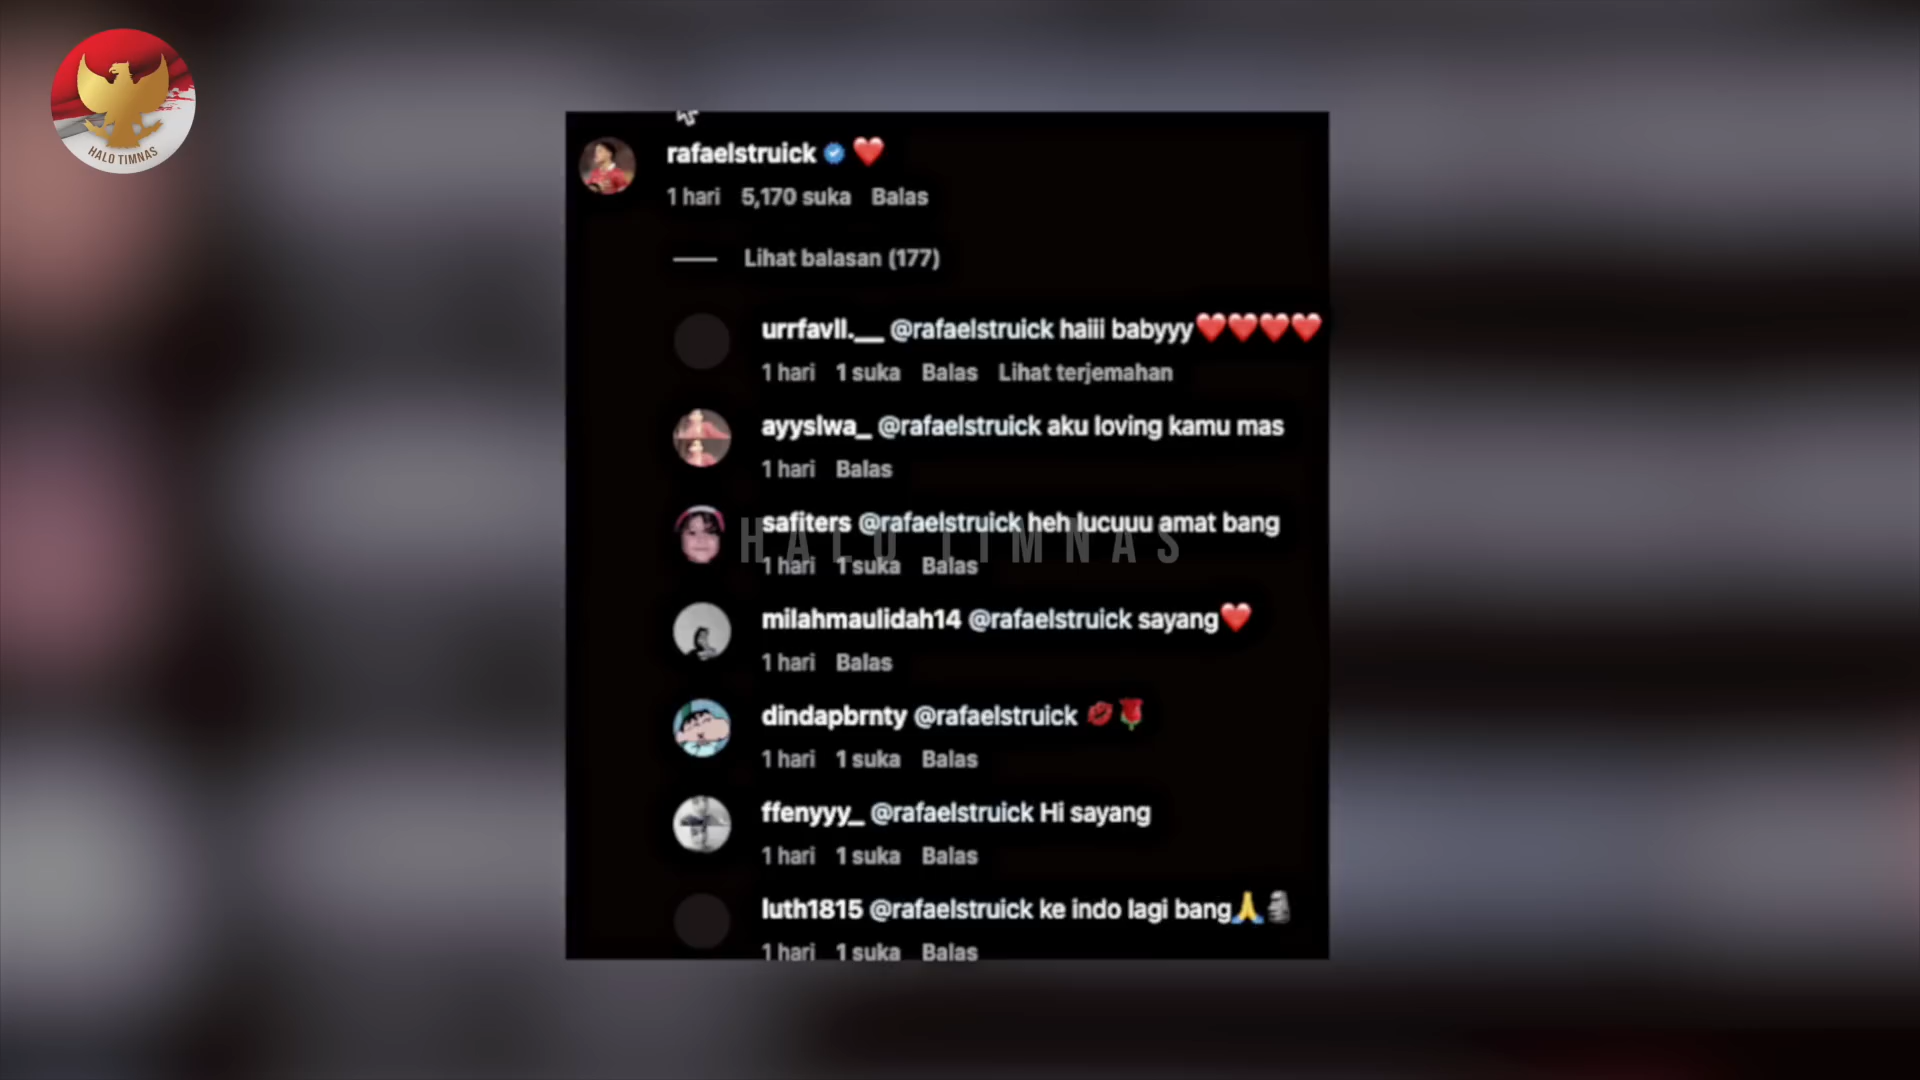 HALO TIMNAS
rafaelstruick ❤️
1 hari 5,170 suka Balas
Lihat balasan (177)
urrfavll.__ @rafaelstruick haiii babyyy❤️❤️❤️❤️
1 hari 1 suka Balas Lihat terjemahan
ayyslwa_ @rafaelstruick aku loving kamu mas
1 hari Balas
safiters @rafaelstruick heh lucuuu amat bang
HALO TIMNAS
1 hari 1 suka Balas
milahmaulidah14 @rafaelstruick sayang❤️
1 hari Balas
dindapbrnty @rafaelstruick 💋🌹
1 hari 1 suka Balas
ffenyyy_ @rafaelstruick Hi sayang
1 hari 1 suka Balas
luth1815 @rafaelstruick ke indo lagi bang🙏🗿
1 hari 1 suka Balas